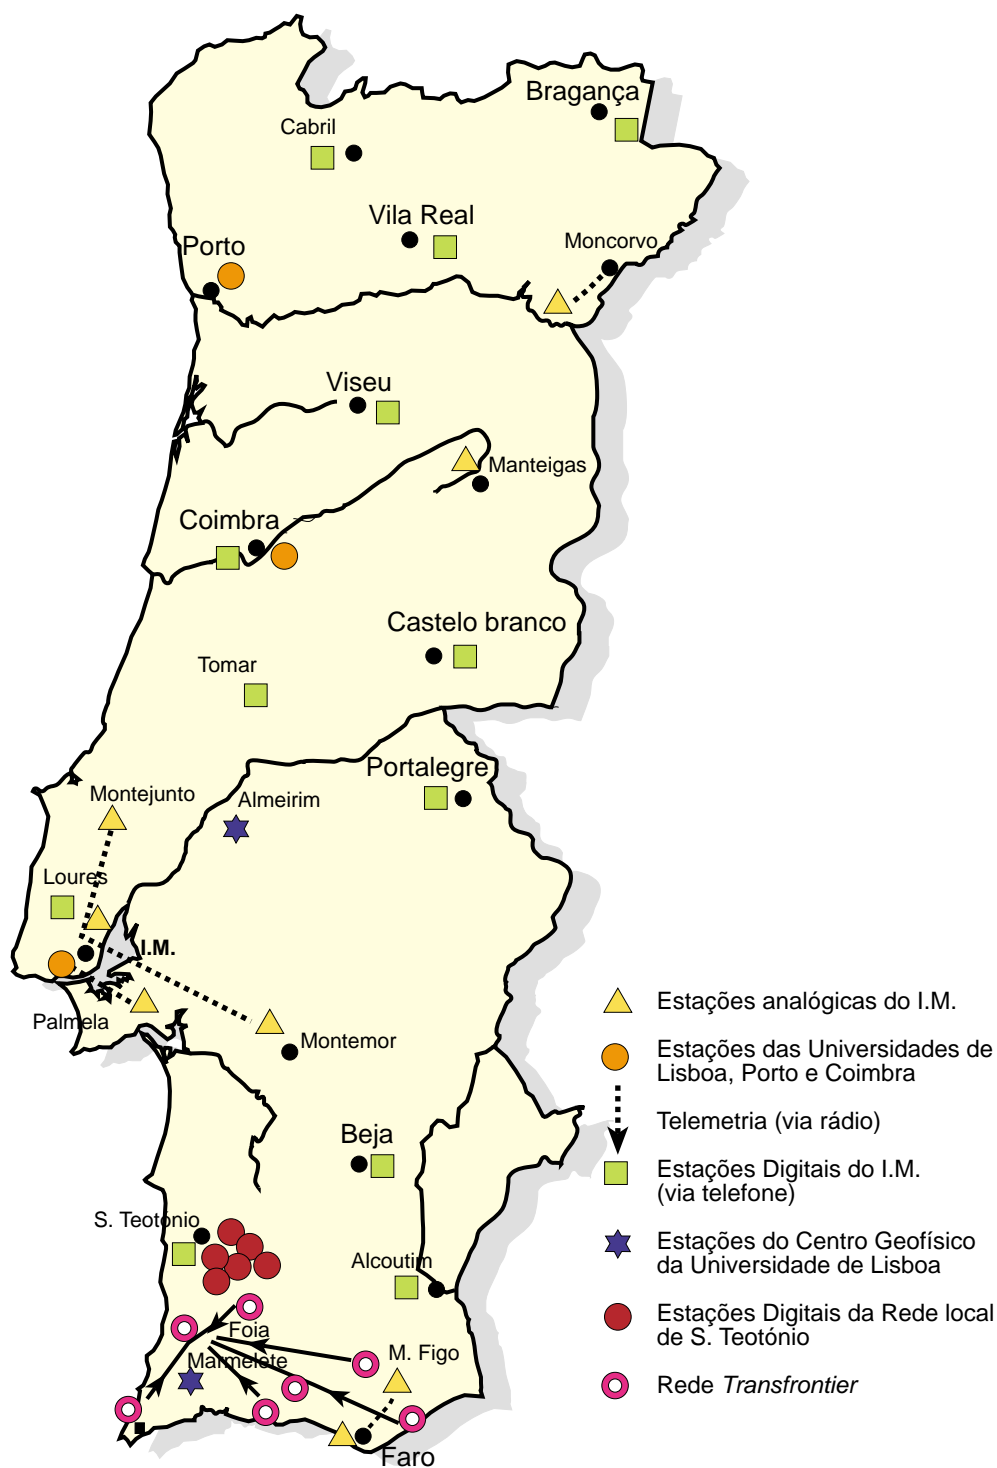 Bragança
Cabril
Vila Real
Moncorvo
Porto
Viseu
Manteigas
Coimbra
Castelo branco
Tomar
Portalegre
Montejunto
Almeirim
Loures
I.M.
Palmela
Montemor
Beja
S. Teotónio
Alcoutim
Foia
M. Figo
Marmelete
Faro
Estações analógicas do I.M.
Estações das Universidades de
Lisboa, Porto e Coimbra
Telemetria (via rádio)
Estações Digitais do I.M.
(via telefone)
Estações do Centro Geofísico
da Universidade de Lisboa
Estações Digitais da Rede local
de S. Teotónio
Rede Transfrontier